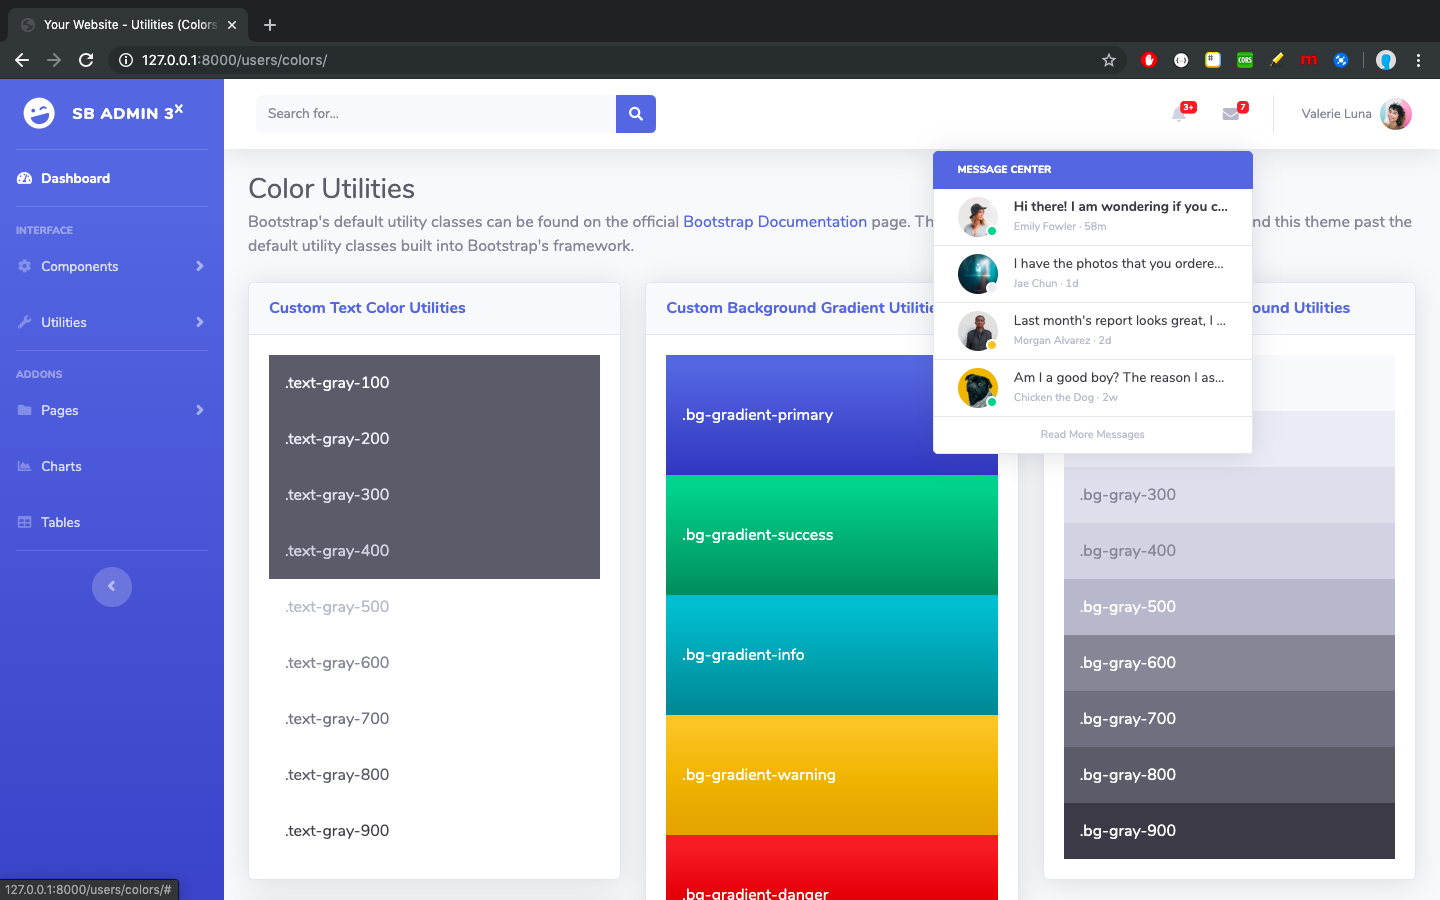 Your Website - Utilities (Colors
127.0.0.1:8000/users/colors/
CORS
m
SB ADMIN 3X
Search for...
3+
7
Valerie Luna
Dashboard
INTERFACE
Components
Utilities
ADDONS
Pages
Charts
Tables
MESSAGE CENTER
Hi there! I am wondering if you c...
Emily Fowler · 58m
I have the photos that you ordere...
Jae Chun · 1d
Last month's report looks great, I ...
Morgan Alvarez · 2d
Am I a good boy? The reason I as...
Chicken the Dog · 2w
Read More Messages
Color Utilities
Bootstrap's default utility classes can be found on the official Bootstrap Documentation page. Th nd this theme past the
default utility classes built into Bootstrap's framework.
Custom Text Color Utilities
.text-gray-100
.text-gray-200
.text-gray-300
.text-gray-400
.text-gray-500
.text-gray-600
.text-gray-700
.text-gray-800
.text-gray-900
Custom Background Gradient Utilitie
.bg-gradient-primary
.bg-gradient-success
.bg-gradient-info
.bg-gradient-warning
.bg-gradient-danger
ound Utilities
.bg-gray-300
.bg-gray-400
.bg-gray-500
.bg-gray-600
.bg-gray-700
.bg-gray-800
.bg-gray-900
127.0.0.1:8000/users/colors/#